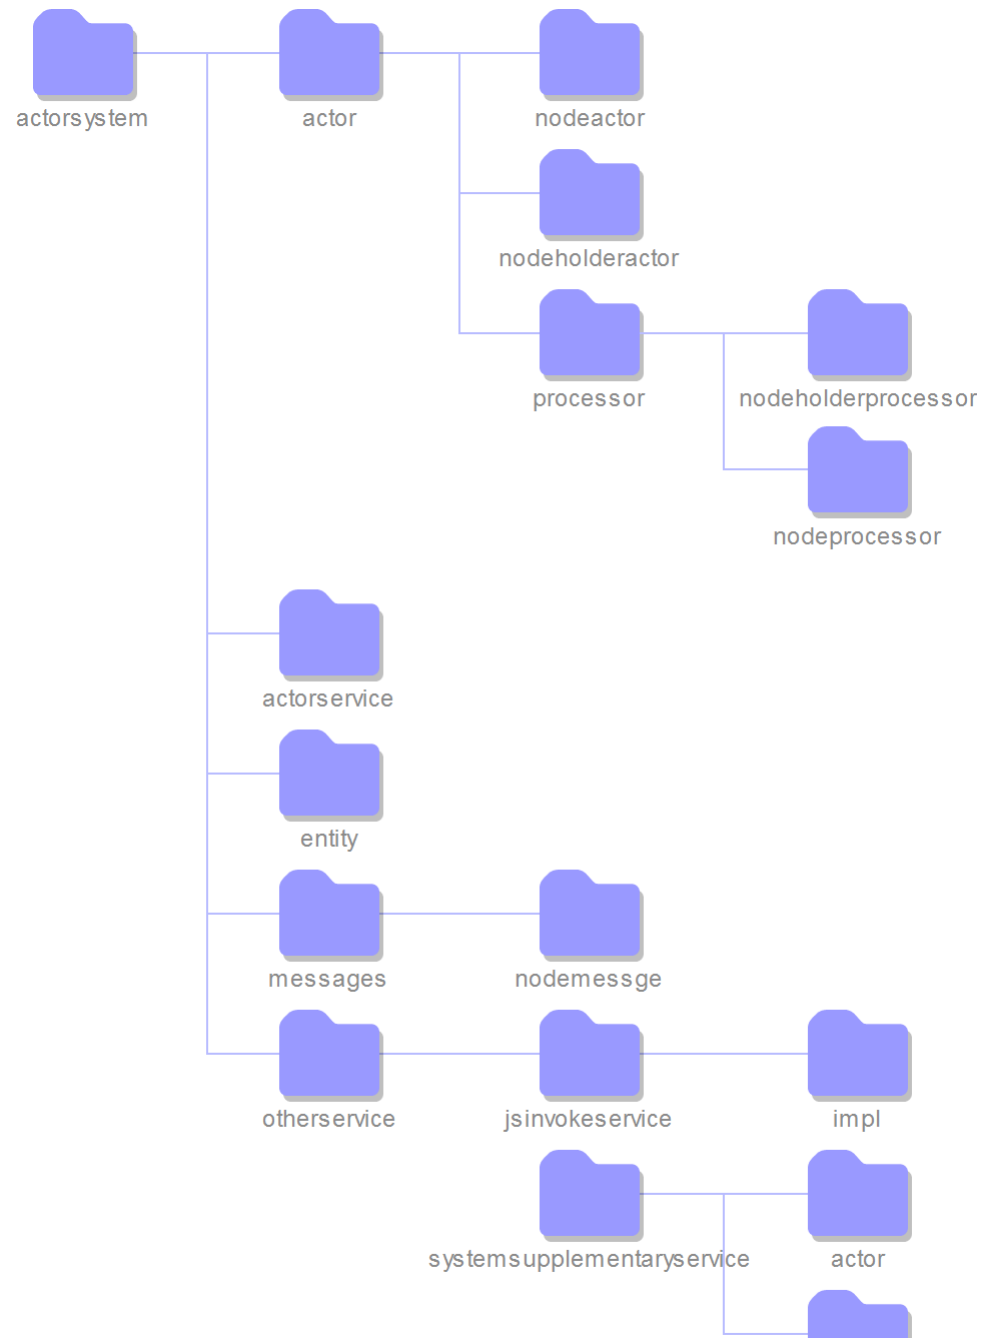 actorsystem
actor
nodeactor
nodeholderactor
processor
nodeholderprocessor
nodeprocessor
actorservice
entity
messages
nodemessge
otherservice
jsinvokeservice
impl
systemsupplementaryservice
actor